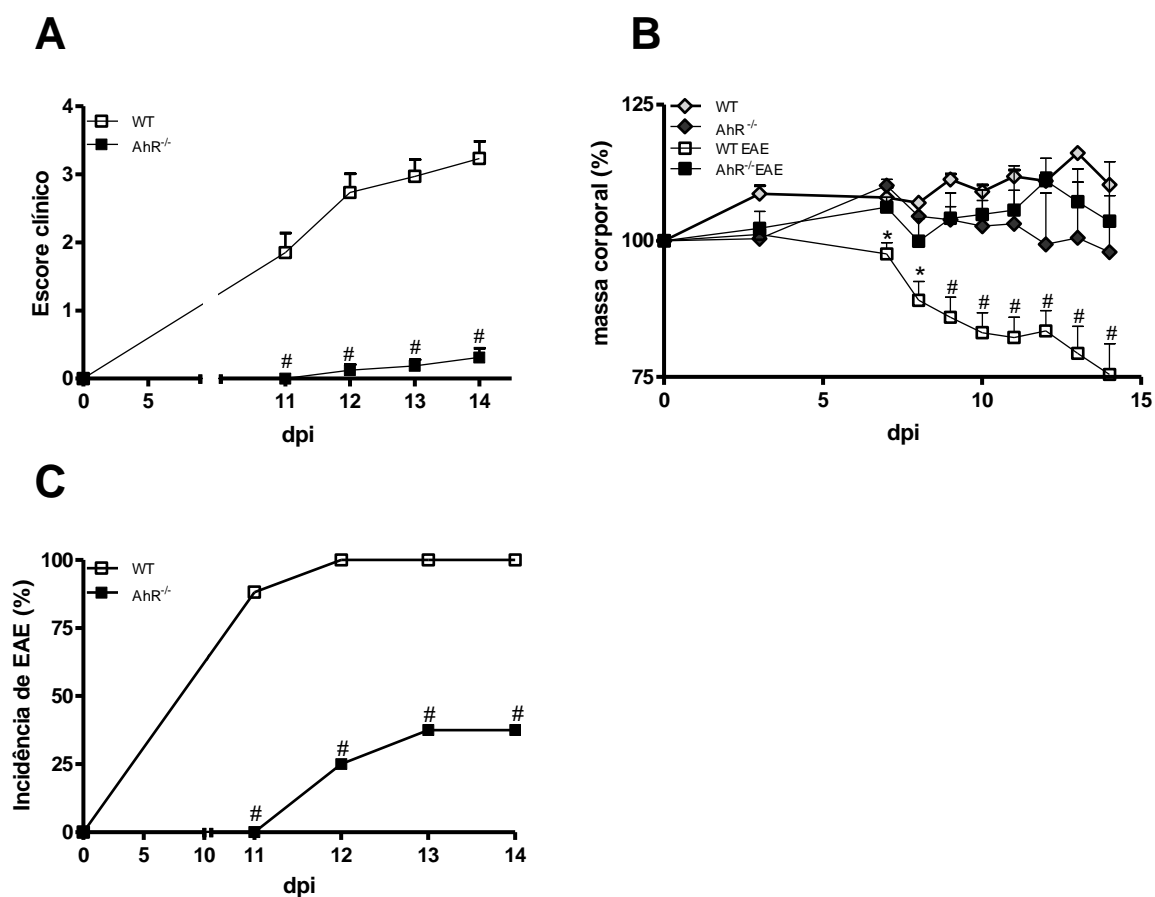 A
Escore clínico
4
3
2
1
0
WT
AhR-/-
#
#
#
#
0
5
11
12
13
14
dpi
B
massa corporal (%)
125
100
75
WT
AhR-/-
WT EAE
AhR-/-EAE
*
*
#
#
#
#
#
#
0
5
10
15
dpi
C
Incidência de EAE (%)
100
75
50
25
0
WT
AhR-/-
#
#
#
#
0
5
10
11
12
13
14
dpi